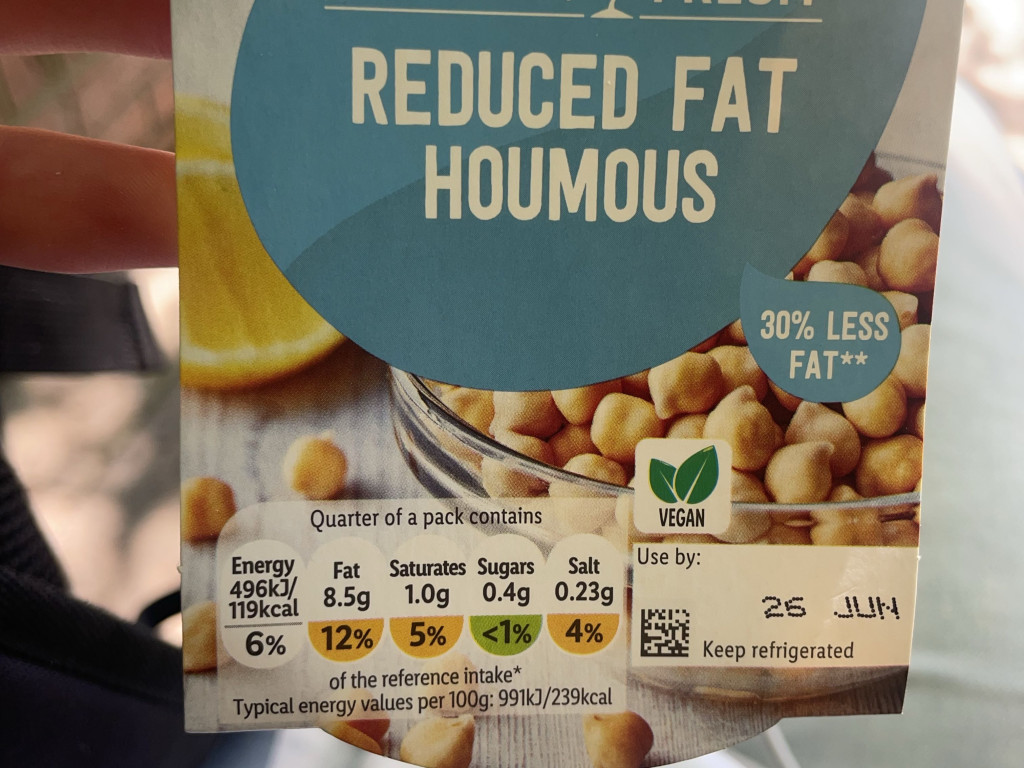 REDUCED FAT
HOUMOUS
30% LESS
FAT**
VEGAN
Quarter of a pack contains
Energy
496kJ/
119kcal
6%
Fat
8.5g
12%
Saturates
1.0g
5%
Sugars
0.4g
<1%
Salt
0.23g
4%
of the reference intake*
Typical energy values per 100g: 991kJ/239kcal
Use by:
26 JUN
Keep refrigerated